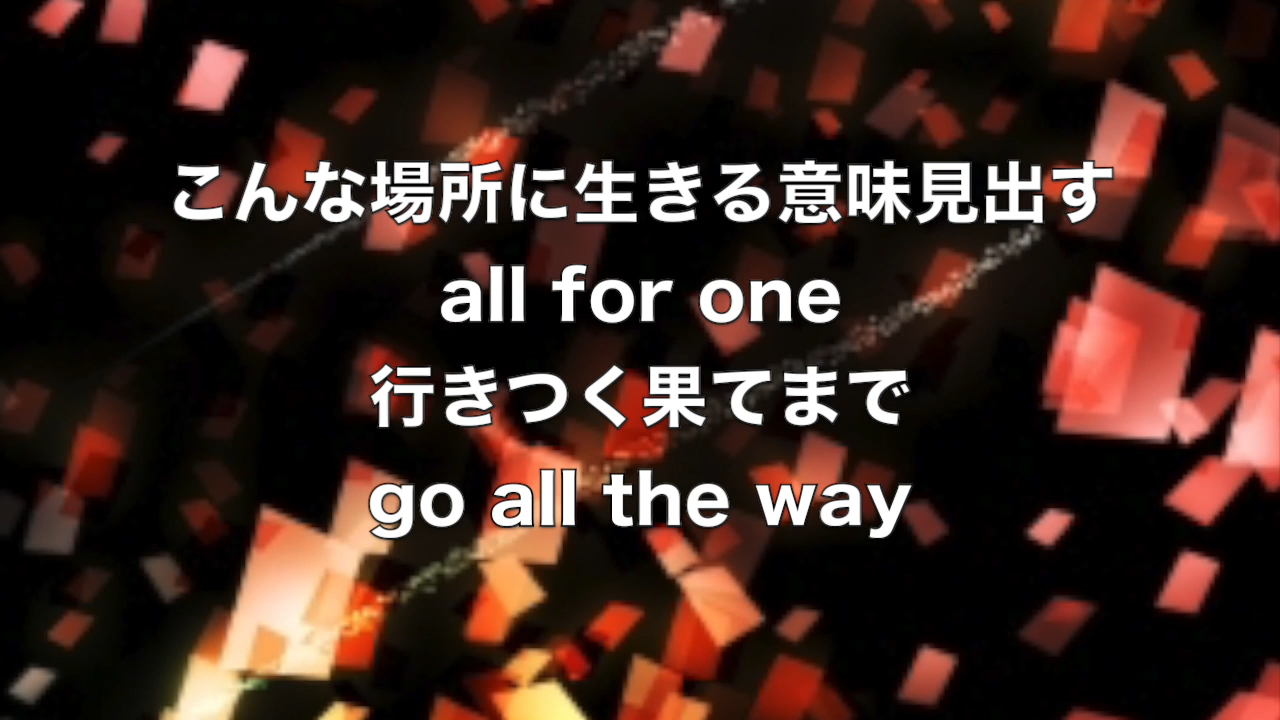 こんな場所に生きる意味見出す
all for one
行きつく果てまで
go all the way